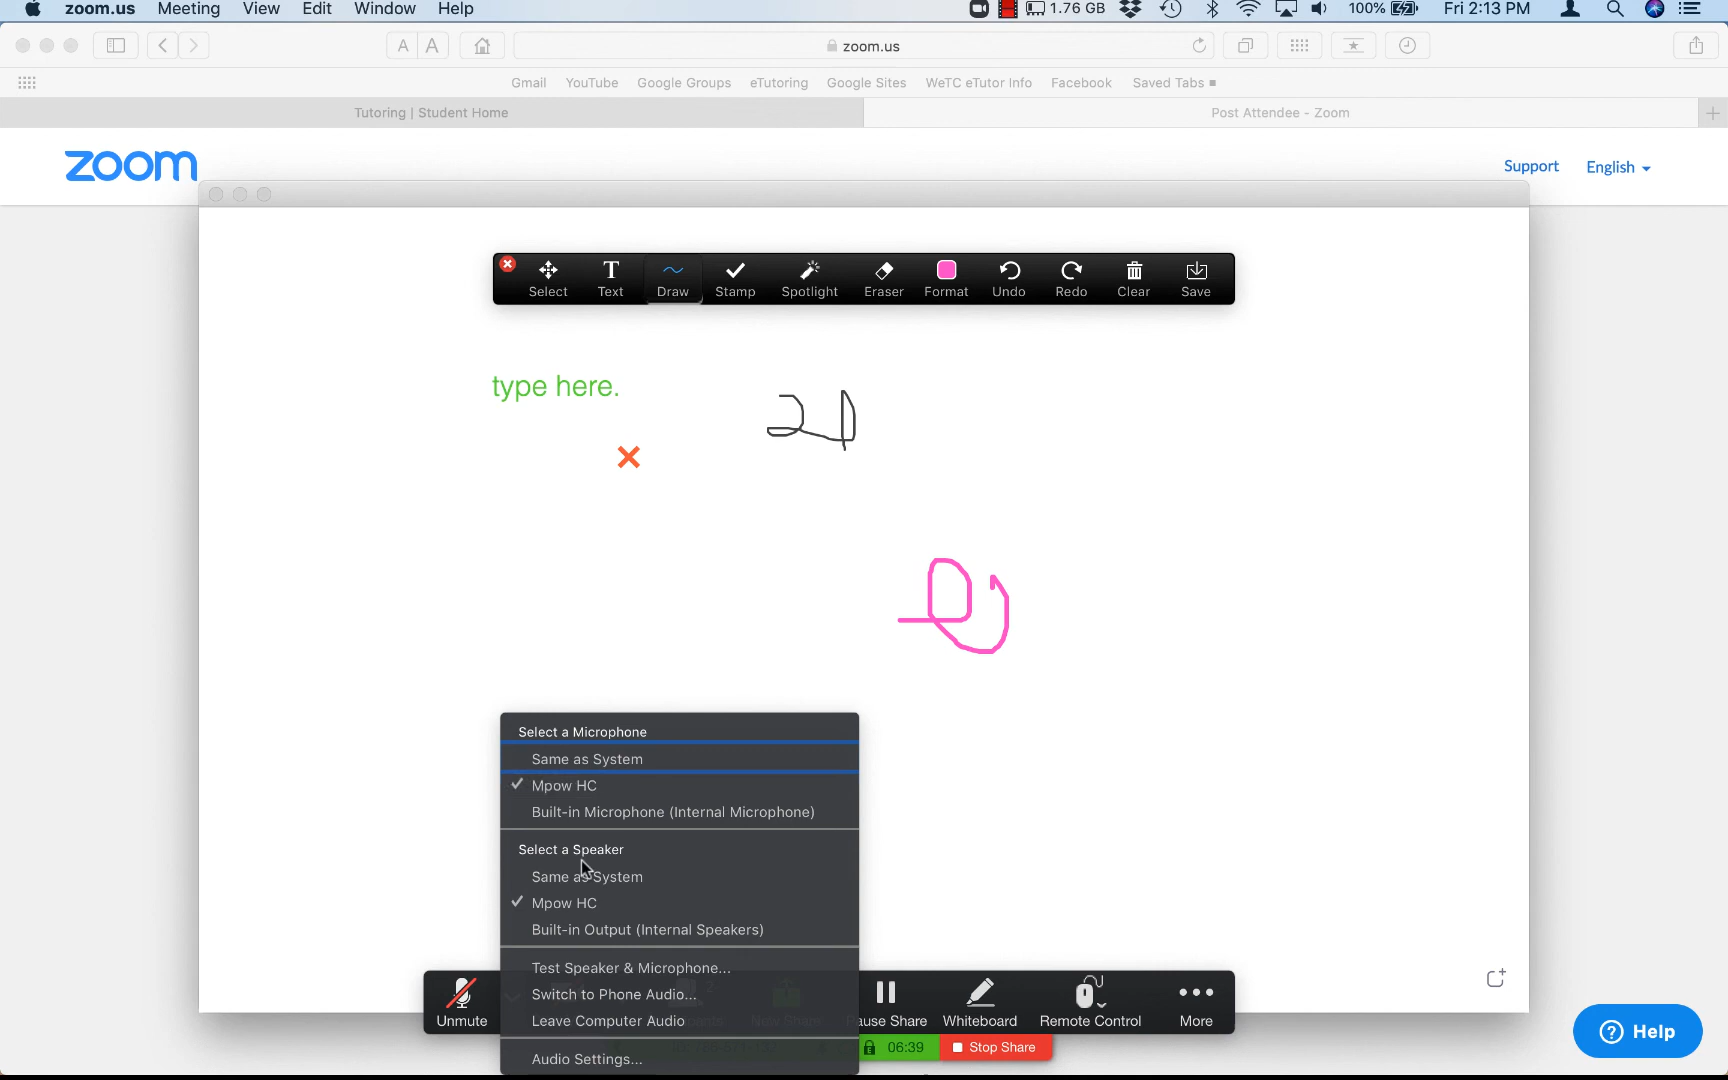 zoom.us Meeting View Edit Window Help 1.76 GB 100% Fri 2:13 PM
A A zoom.us
Gmail YouTube Google Groups eTutoring Google Sites WeTC eTutor Info Facebook Saved Tabs
Tutoring | Student Home Post Attendee - Zoom
zoom Support English
Select Text Draw Stamp Spotlight Eraser Format Undo Redo Clear Save
type here.
Select a Microphone
Same as System
Mpow HC
Built-in Microphone (Internal Microphone)
Select a Speaker
Same as System
Mpow HC
Built-in Output (Internal Speakers)
Test Speaker & Microphone...
Switch to Phone Audio...
Leave Computer Audio
Audio Settings...
Unmute ause Share Whiteboard Remote Control More
06:39 Stop Share
Help